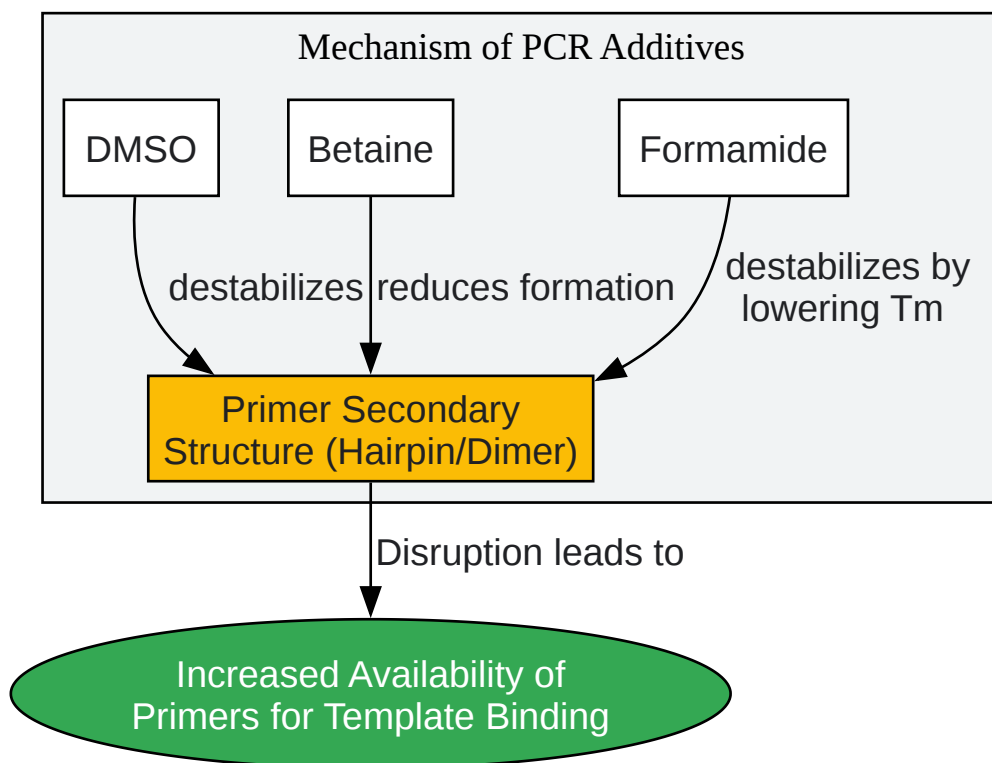 Mechanism of PCR Additives
DMSO
Betaine
Formamide
destabilizes
reduces formation
destabilizes by
lowering Tm
Primer Secondary
Structure (Hairpin/Dimer)
Disruption leads to
Increased Availability of
Primers for Template Binding